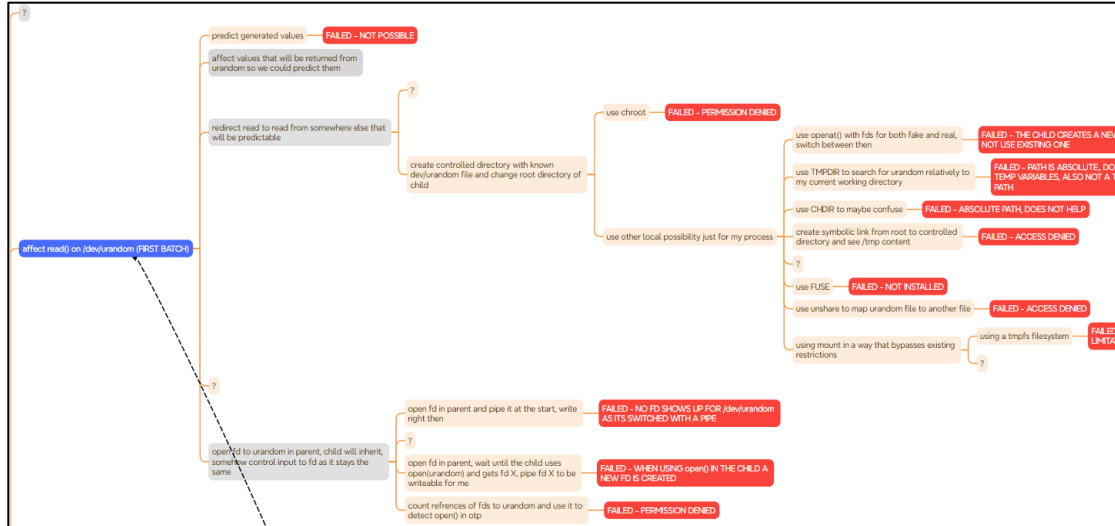 ?
predict generated values
FAILED - NOT POSSIBLE
affect values that will be returned from
urandom so we could predict them
?
redirect read to read from somewhere else that
will be predictable
create controlled directory with known
dev/urandom file and change root directory of
child
use chroot
FAILED - PERMISSION DENIED
use openat() with fds for both fake and real,
switch between then
FAILED - THE CHILD CREATES A NEW
NOT USE EXISTING ONE
use TMPDIR to search for urandom relatively to
my current working directory
FAILED - PATH IS ABSOLUTE, DO
TEMP VARIABLES, ALSO NOT A T
PATH
use CHDIR to maybe confuse
FAILED - ABSOLUTE PATH, DOES NOT HELP
use other local possibility just for my process
create symbolic link from root to controlled
directory and see /tmp content
FAILED - ACCESS DENIED
affect read() on /dev/urandom (FIRST BATCH)
?
use FUSE
FAILED - NOT INSTALLED
use unshare to map urandom file to another file
FAILED - ACCESS DENIED
using mount in a way that bypasses existing
restrictions
using a tmpfs filesystem
FAILED
LIMITAT
?
?
open fd in parent and pipe it at the start, write
right then
FAILED - NO FD SHOWS UP FOR /dev/urandom
AS ITS SWITCHED WITH A PIPE
?
open fd to urandom in parent, child will inherit,
somehow control input to fd as it stays the
same
open fd in parent, wait until the child uses
open(urandom) and gets fd X, pipe fd X to be
writeable for me
FAILED - WHEN USING open() IN THE CHILD A
NEW FD IS CREATED
count refrences of fds to urandom and use it to
detect open() in otp
FAILED - PERMISSION DENIED